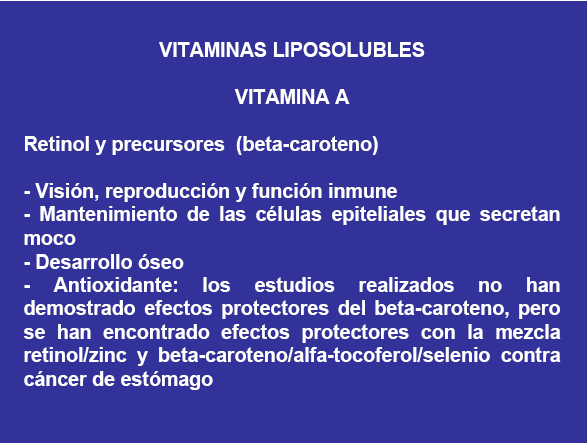 VITAMINAS LIPOSOLUBLES
VITAMINA A
Retinol y precursores (beta-caroteno)
- Visión, reproducción y función inmune
- Mantenimiento de las células epiteliales que secretan
moco
- Desarrollo óseo
- Antioxidante: los estudios realizados no han
demostrado efectos protectores del beta-caroteno, pero
se han encontrado efectos protectores con la mezcla
retinol/zinc y beta-caroteno/alfa-tocoferol/selenio contra
cáncer de estómago